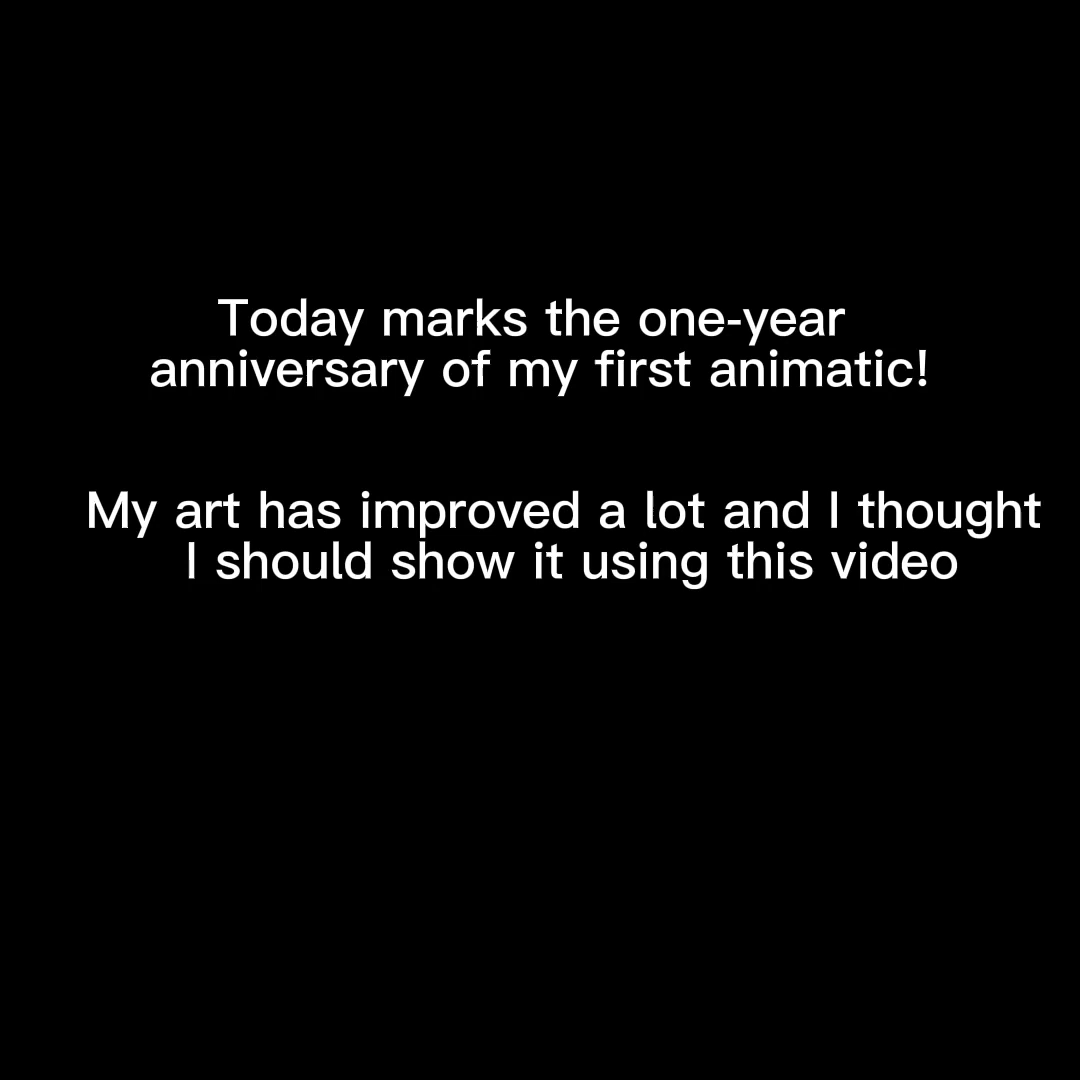 Today marks the one-year
anniversary of my first animatic!
My art has improved a lot and I thought
I should show it using this video